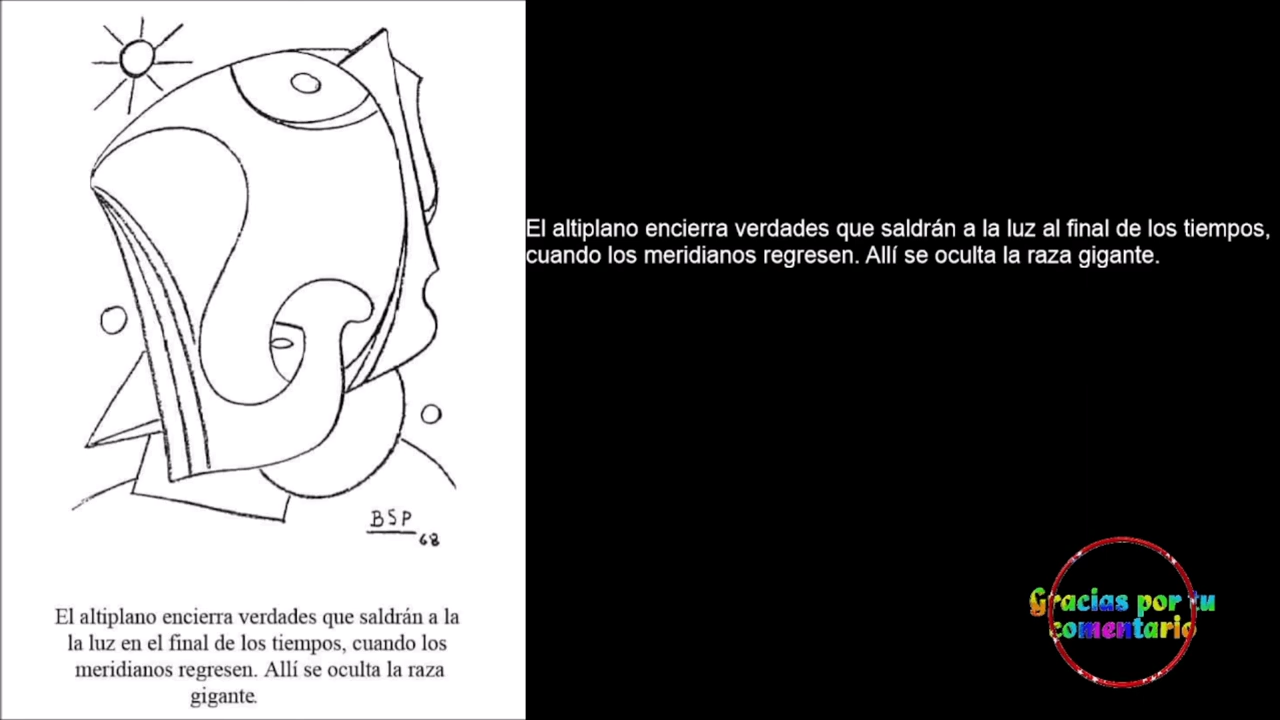 BSP
68
El altiplano encierra verdades que saldrán a la
la luz en el final de los tiempos, cuando los
meridianos regresen. Allí se oculta la raza
gigante.
El altiplano encierra verdades que saldrán a la luz al final de los tiempos,
cuando los meridianos regresen. Allí se oculta la raza gigante.
Gracias por tu
comentario